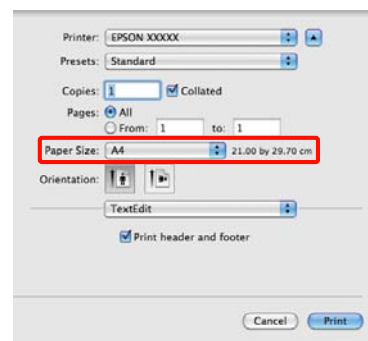 Printer: EPSON XXXXX
Presets: Standard
Copies: 1 Collated
Pages: All
From: 1 to: 1
Paper Size: A4 21.00 by 29.70 cm
Orientation:
TextEdit
Print header and footer
Cancel Print